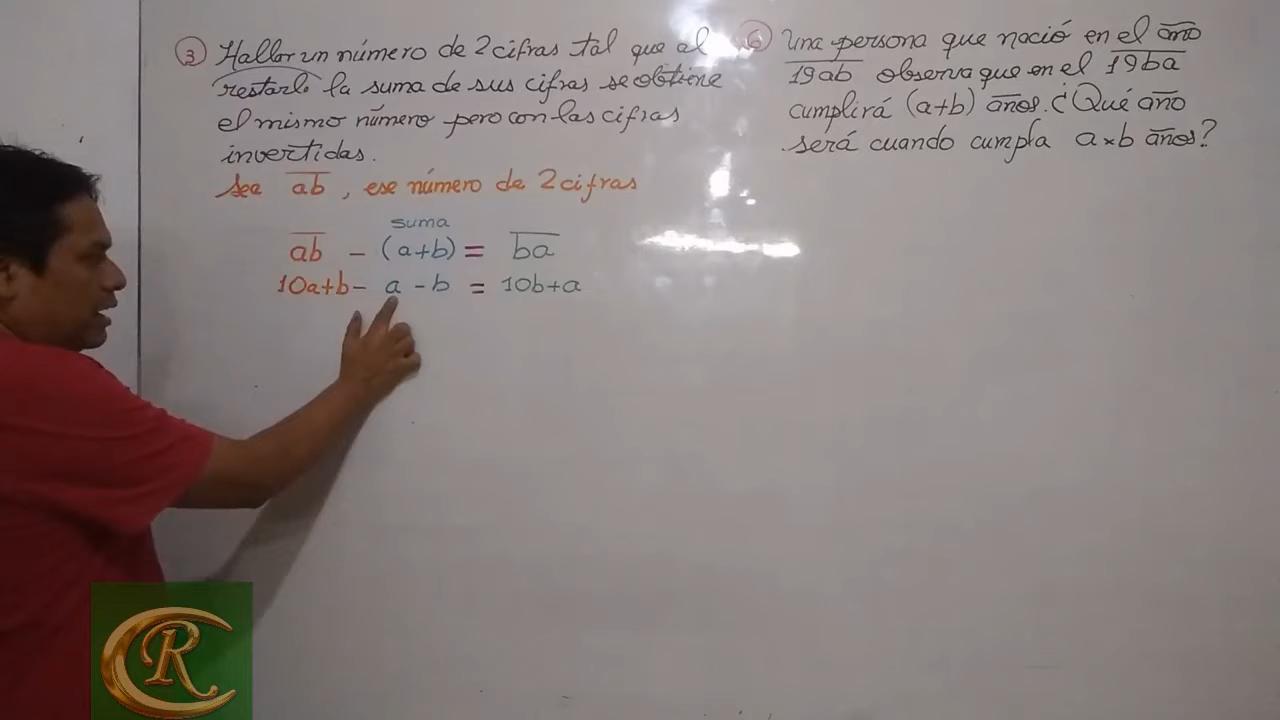 3 Hallar un número de 2 cifras tal que al
restarle la suma de sus cifras se obtiene
el mismo número pero con las cifras
invertidas.
Sea ab, ese número de 2 cifras
suma
ab - (a+b) = ba
10a+b- a - b = 10b+a
6 Una persona que nació en el año
19ab observa que en el 19ba
cumplirá (a+b) años. ¿Qué año
será cuando cumpla a×b años?
CR